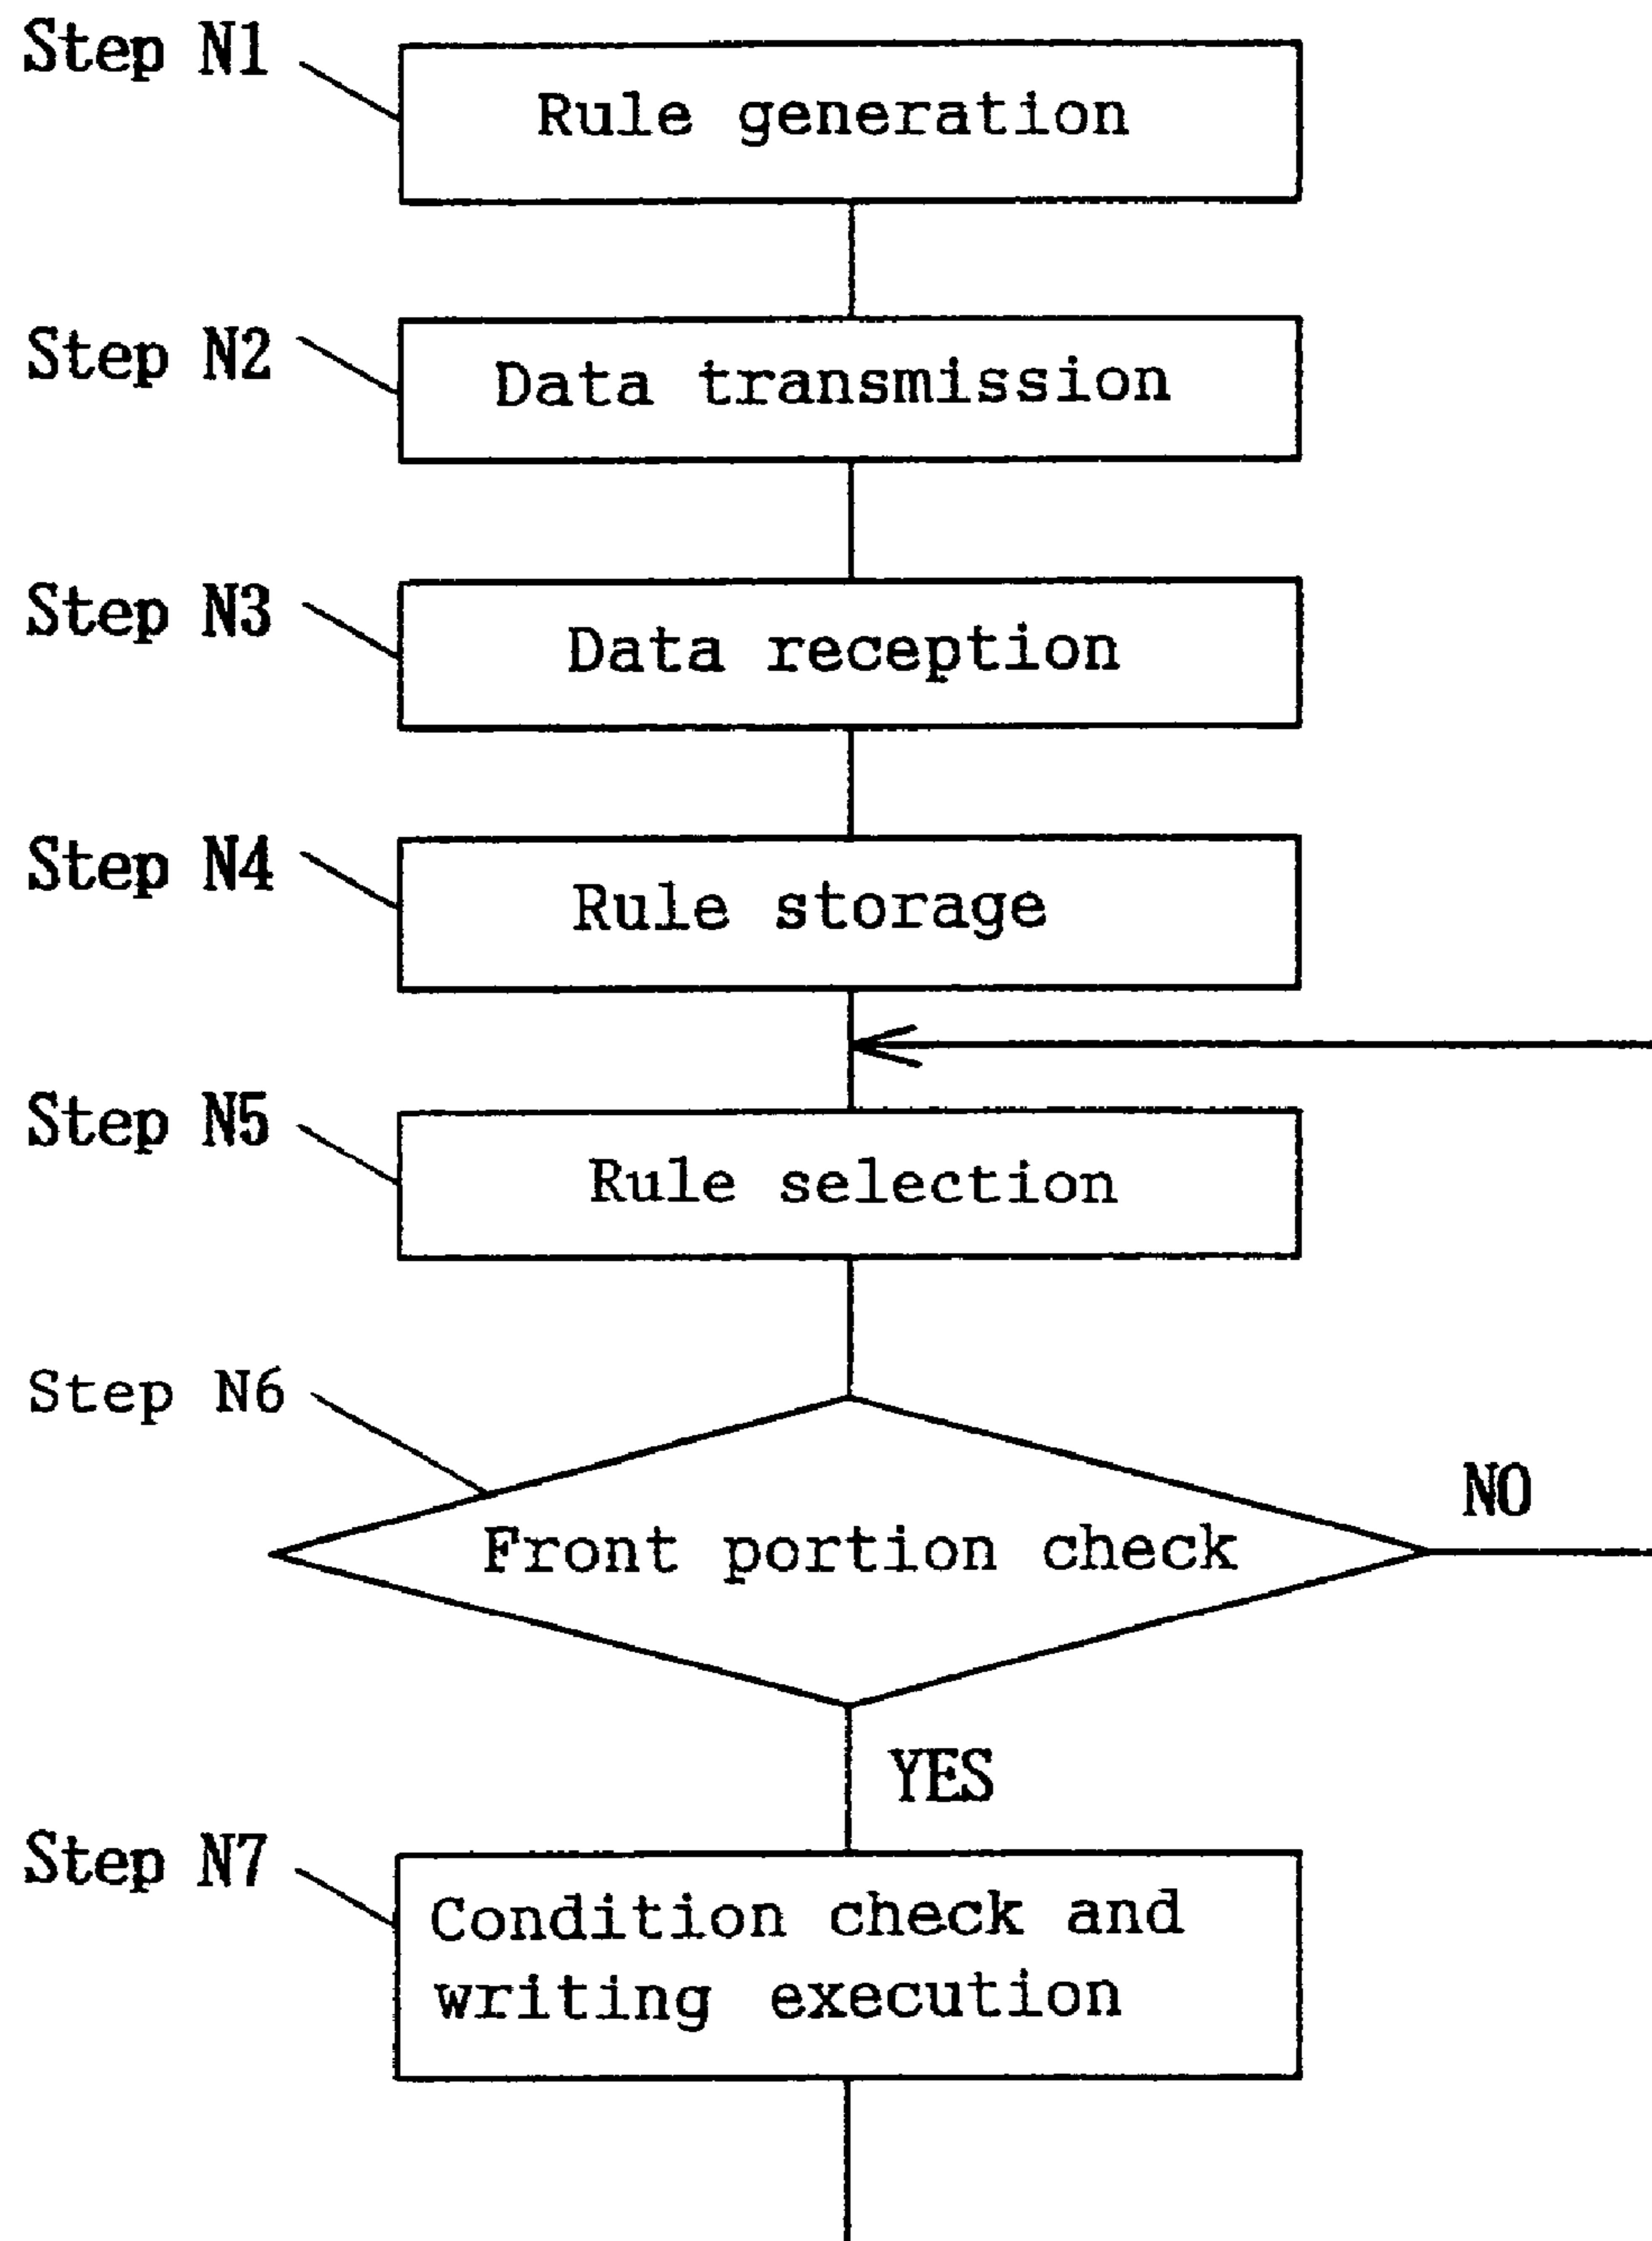 Step N1
Rule generation
Step N2
Data transmission
Step N3
Data reception
Step N4
Rule storage
Step N5
Rule selection
Step N6
Front portion check
NO
YES
Step N7
Condition check and
writing execution